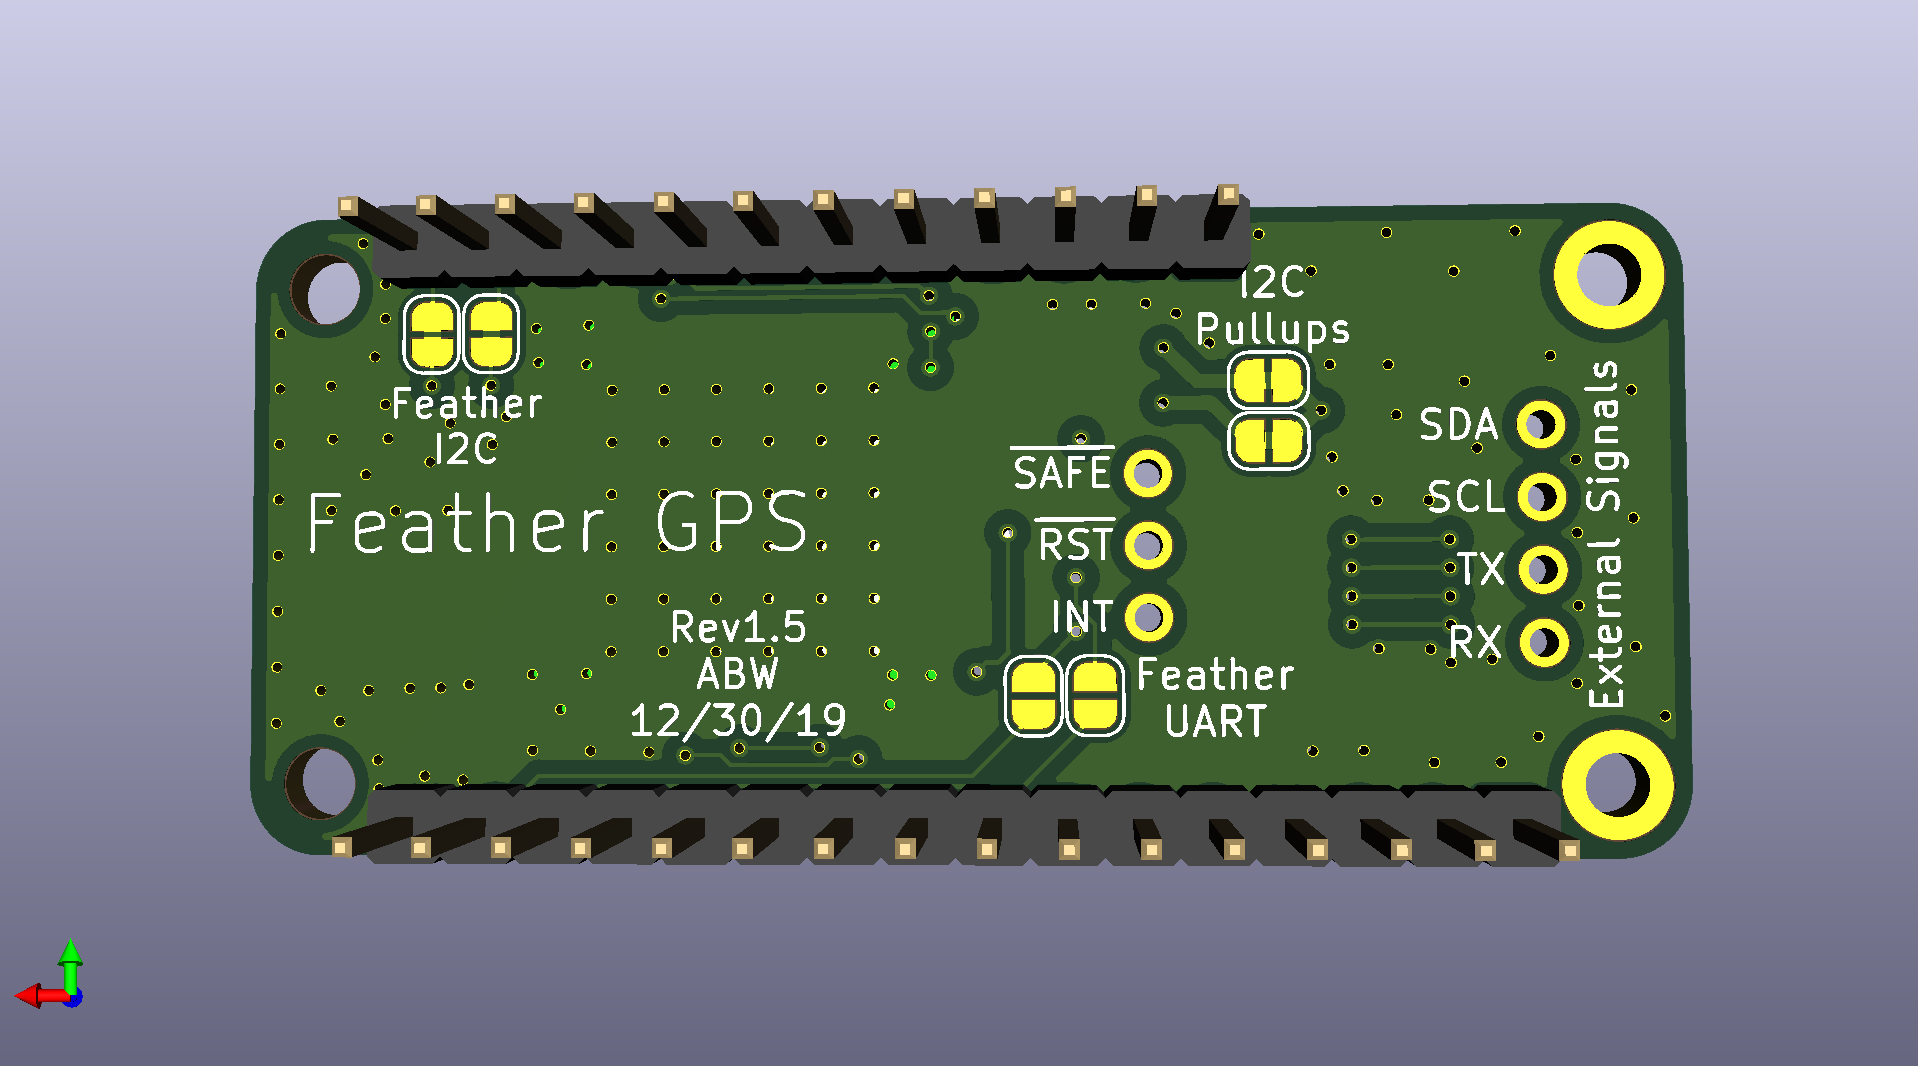 I2C
Pullups
Feather
I2C
SDA
SAFE
SCL
Feather GPS
RST
TX
INT
RX
External Signals
Rev1.5
ABW
12/30/19
Feather
UART